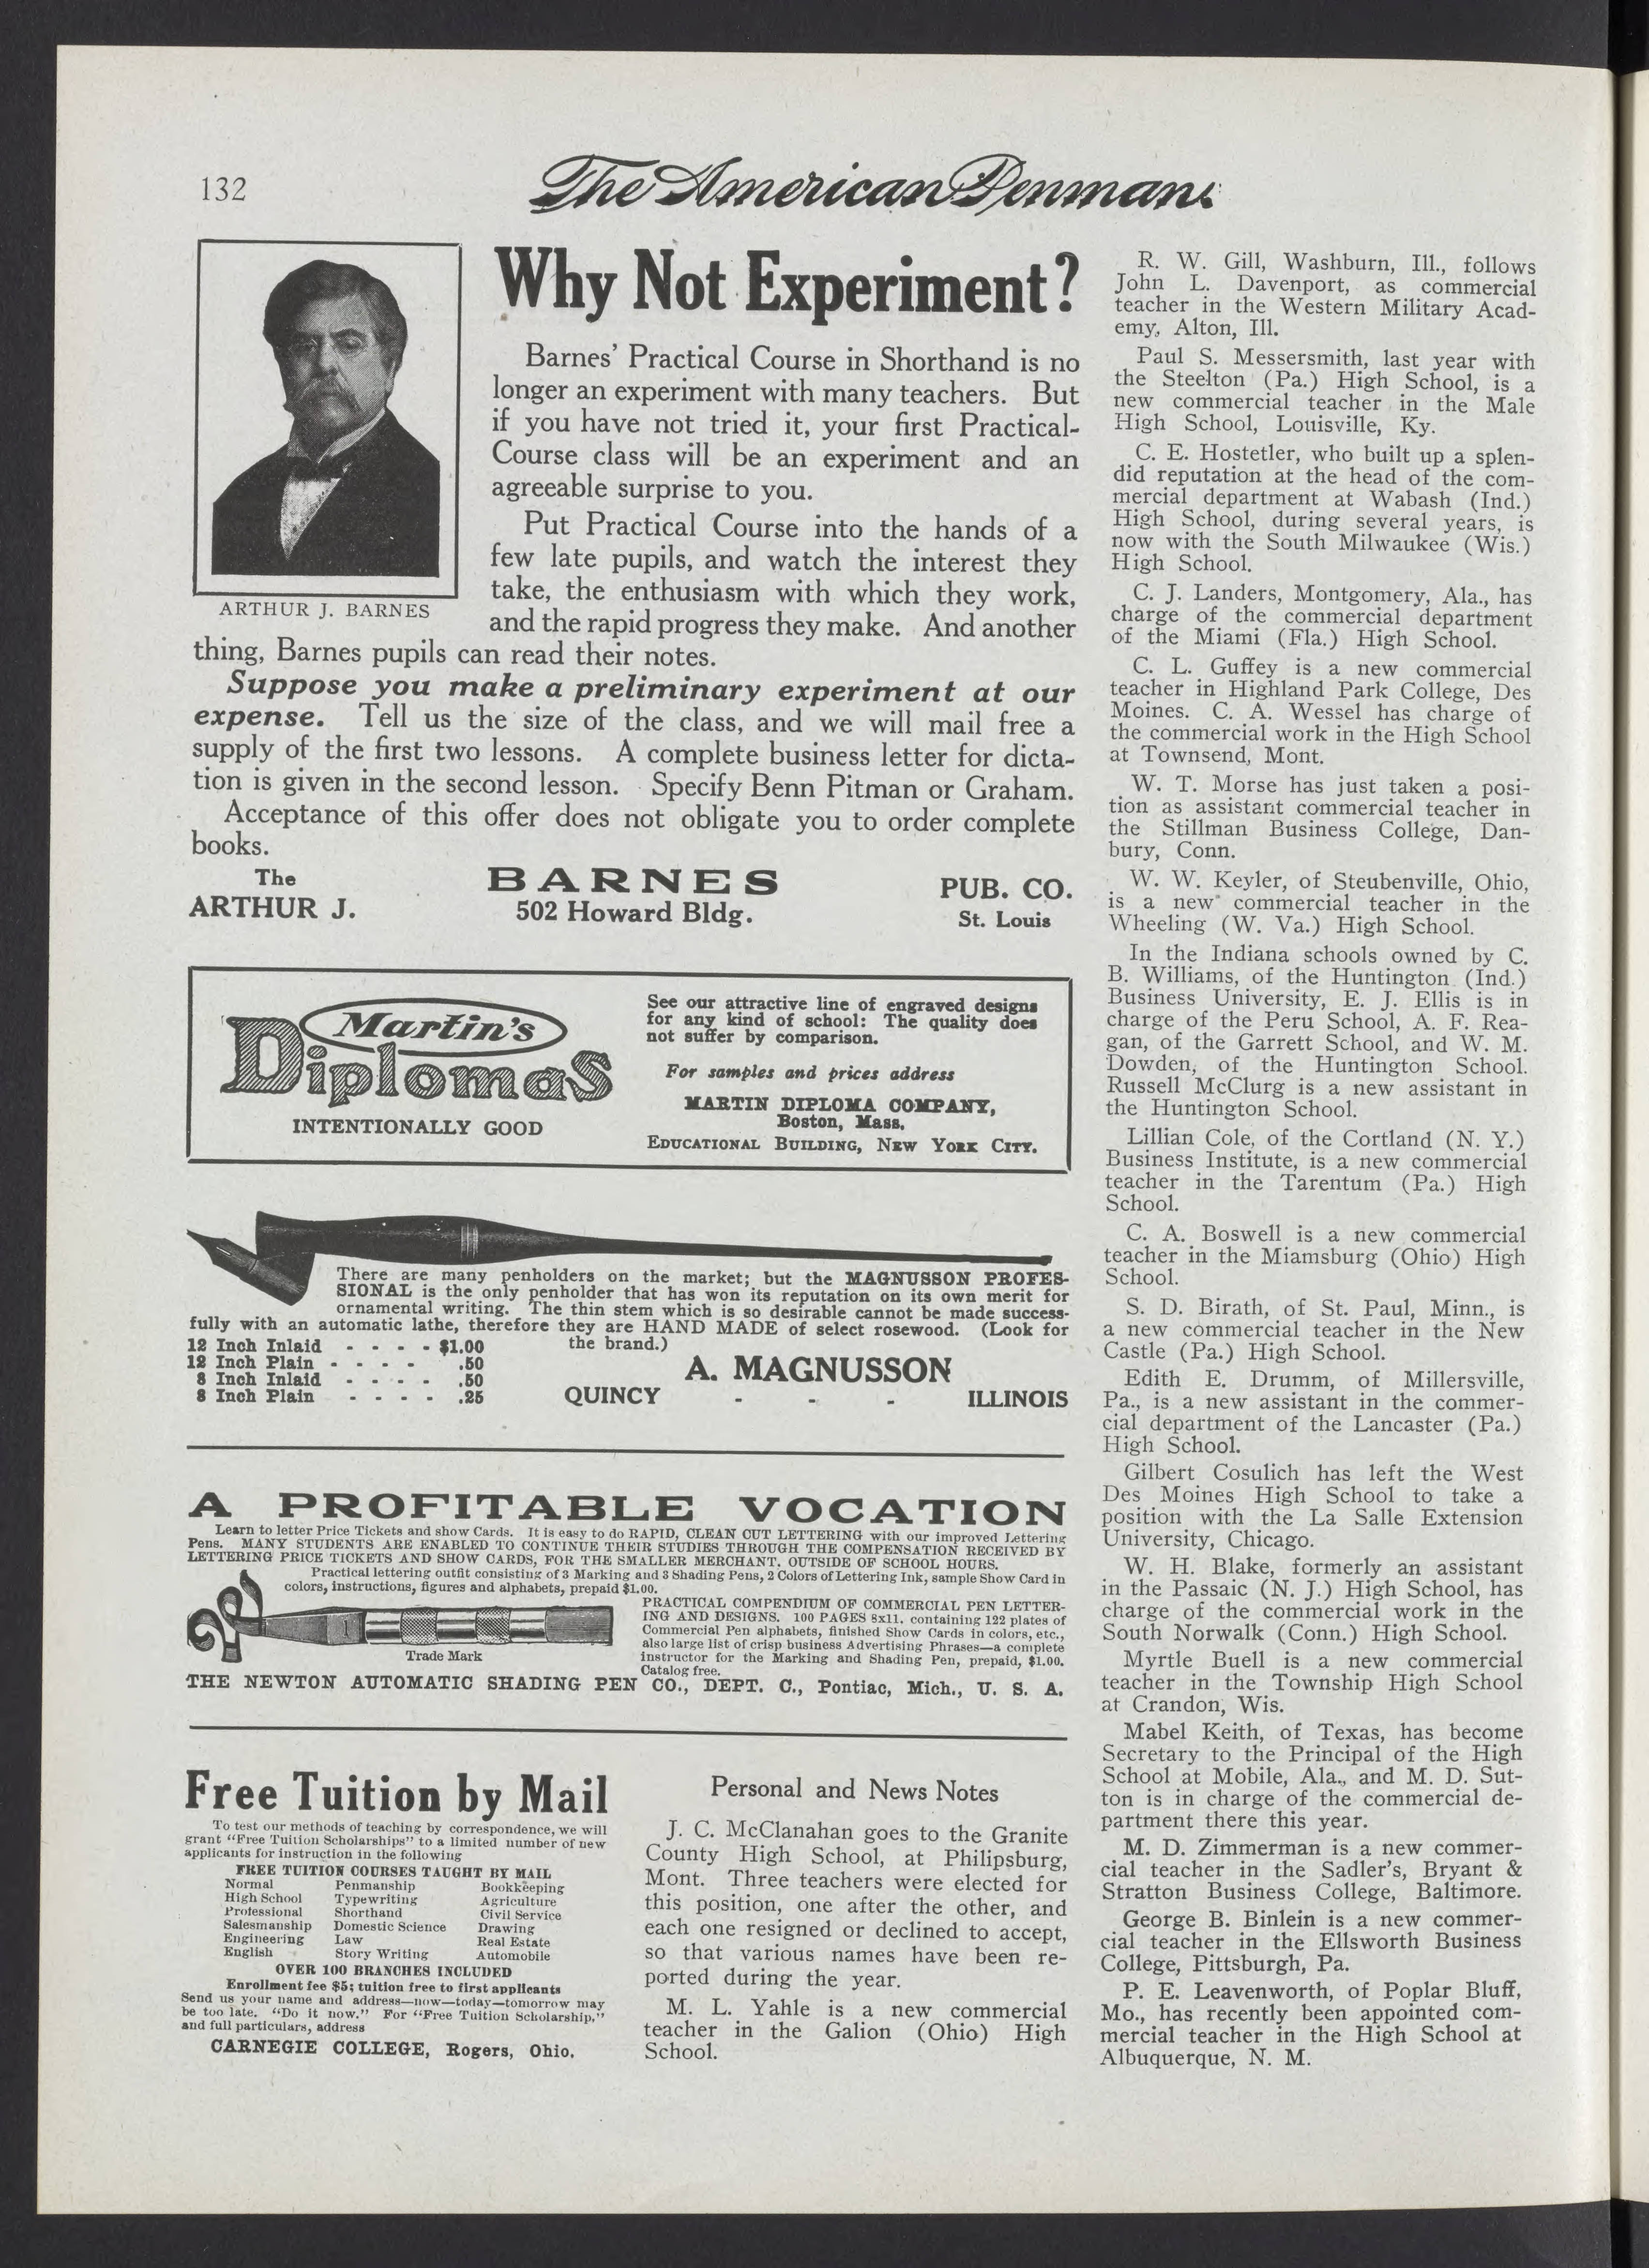 132
The American Penman
ARTHUR J. BARNES
Why Not Experiment?
Barnes' Practical Course in Shorthand is no
longer an experiment with many teachers. But
if you have not tried it, your first Practical-
Course class will be an experiment and an
agreeable surprise to you.
Put Practical Course into the hands of a
few late pupils, and watch the interest they
take, the enthusiasm with which they work,
and the rapid progress they make. And another
thing, Barnes pupils can read their notes.
Suppose you make a preliminary experiment at our
expense. Tell us the size of the class, and we will mail free a
supply of the first two lessons. A complete business letter for dicta-
tion is given in the second lesson. Specify Benn Pitman or Graham.
Acceptance of this offer does not obligate you to order complete
books.
The
ARTHUR J.
BARNES
502 Howard Bldg.
PUB. CO.
St. Louis
Martin's
Diplomas
INTENTIONALLY GOOD
See our attractive line of engraved designs
for any kind of school: The quality does
not suffer by comparison.
For samples and prices address
MARTIN DIPLOMA COMPANY,
Boston, Mass.
EDUCATIONAL BUILDING, NEW YORK CITY.
There are many penholders on the market; but the MAGNUSSON PROFES-
SIONAL is the only penholder that has won its reputation on its own merit for
ornamental writing. The thin stem which is so desirable cannot be made success-
fully with an automatic lathe, therefore they are HAND MADE of select rosewood. (Look for
the brand.)
12 Inch Inlaid - - - - $1.00
12 Inch Plain - - - - .50
8 Inch Inlaid - - - - .50
8 Inch Plain - - - - .25
A. MAGNUSSON
QUINCY - - - ILLINOIS
A PROFITABLE VOCATION
Learn to letter Price Tickets and show Cards. It is easy to do RAPID, CLEAN CUT LETTERING with our improved Lettering
Pens. MANY STUDENTS ARE ENABLED TO CONTINUE THEIR STUDIES THROUGH THE COMPENSATION RECEIVED BY
LETTERING PRICE TICKETS AND SHOW CARDS, FOR THE SMALLER MERCHANT, OUTSIDE OF SCHOOL HOURS.
Practical lettering outfit consisting of 3 Marking and 3 Shading Pens, 2 Colors of Lettering Ink, sample Show Card in
colors, instructions, figures and alphabets, prepaid $1.00.
PRACTICAL COMPENDIUM OF COMMERCIAL PEN LETTER-
ING AND DESIGNS. 100 PAGES 8x11, containing 122 plates of
Commercial Pen alphabets, finished Show Cards in colors, etc.,
also large list of crisp business Advertising Phrases—a complete
instructor for the Marking and Shading Pen, prepaid, $1.00.
Catalog free.
1
Trade Mark
THE NEWTON AUTOMATIC SHADING PEN CO., DEPT. C., Pontiac, Mich., U. S. A.
Free Tuition by Mail
To test our methods of teaching by correspondence, we will
grant "Free Tuition Scholarships" to a limited number of new
applicants for instruction in the following
FREE TUITION COURSES TAUGHT BY MAIL
Normal Penmanship Bookkeeping
High School Typewriting Agriculture
Professional Shorthand Civil Service
Salesmanship Domestic Science Drawing
Engineering Law Real Estate
English Story Writing Automobile
OVER 100 BRANCHES INCLUDED
Enrollment fee $5; tuition free to first applicants
Send us your name and address—now—today—tomorrow may
be too late. "Do it now." For "Free Tuition Scholarship,"
and full particulars, address
CARNEGIE COLLEGE, Rogers, Ohio.
Personal and News Notes
J. C. McClanahan goes to the Granite
County High School, at Philipsburg,
Mont. Three teachers were elected for
this position, one after the other, and
each one resigned or declined to accept,
so that various names have been re-
ported during the year.
M. L. Yahle is a new commercial
teacher in the Galion (Ohio) High
School.
R. W. Gill, Washburn, Ill., follows
John L. Davenport, as commercial
teacher in the Western Military Acad-
emy, Alton, Ill.
Paul S. Messersmith, last year with
the Steelton (Pa.) High School, is a
new commercial teacher in the Male
High School, Louisville, Ky.
C. E. Hostetler, who built up a splen-
did reputation at the head of the com-
mercial department at Wabash (Ind.)
High School, during several years, is
now with the South Milwaukee (Wis.)
High School.
C. J. Landers, Montgomery, Ala., has
charge of the commercial department
of the Miami (Fla.) High School.
C. L. Guffey is a new commercial
teacher in Highland Park College, Des
Moines. C. A. Wessel has charge of
the commercial work in the High School
at Townsend, Mont.
W. T. Morse has just taken a posi-
tion as assistant commercial teacher in
the Stillman Business College, Dan-
bury, Conn.
W. W. Keyler, of Steubenville, Ohio,
is a new commercial teacher in the
Wheeling (W. Va.) High School.
In the Indiana schools owned by C.
B. Williams, of the Huntington (Ind.)
Business University, E. J. Ellis is in
charge of the Peru School, A. F. Rea-
gan, of the Garrett School, and W. M.
Dowden, of the Huntington School.
Russell McClurg is a new assistant in
the Huntington School.
Lillian Cole, of the Cortland (N. Y.)
Business Institute, is a new commercial
teacher in the Tarentum (Pa.) High
School.
C. A. Boswell is a new commercial
teacher in the Miamsburg (Ohio) High
School.
S. D. Birath, of St. Paul, Minn., is
a new commercial teacher in the New
Castle (Pa.) High School.
Edith E. Drumm, of Millersville,
Pa., is a new assistant in the commer-
cial department of the Lancaster (Pa.)
High School.
Gilbert Cosulich has left the West
Des Moines High School to take a
position with the La Salle Extension
University, Chicago.
W. H. Blake, formerly an assistant
in the Passaic (N. J.) High School, has
charge of the commercial work in the
South Norwalk (Conn.) High School.
Myrtle Buell is a new commercial
teacher in the Township High School
at Crandon, Wis.
Mabel Keith, of Texas, has become
Secretary to the Principal of the High
School at Mobile, Ala., and M. D. Sut-
ton is in charge of the commercial de-
partment there this year.
M. D. Zimmerman is a new commer-
cial teacher in the Sadler's, Bryant &
Stratton Business College, Baltimore.
George B. Binlein is a new commer-
cial teacher in the Ellsworth Business
College, Pittsburgh, Pa.
P. E. Leavenworth, of Poplar Bluff,
Mo., has recently been appointed com-
mercial teacher in the High School at
Albuquerque, N. M.